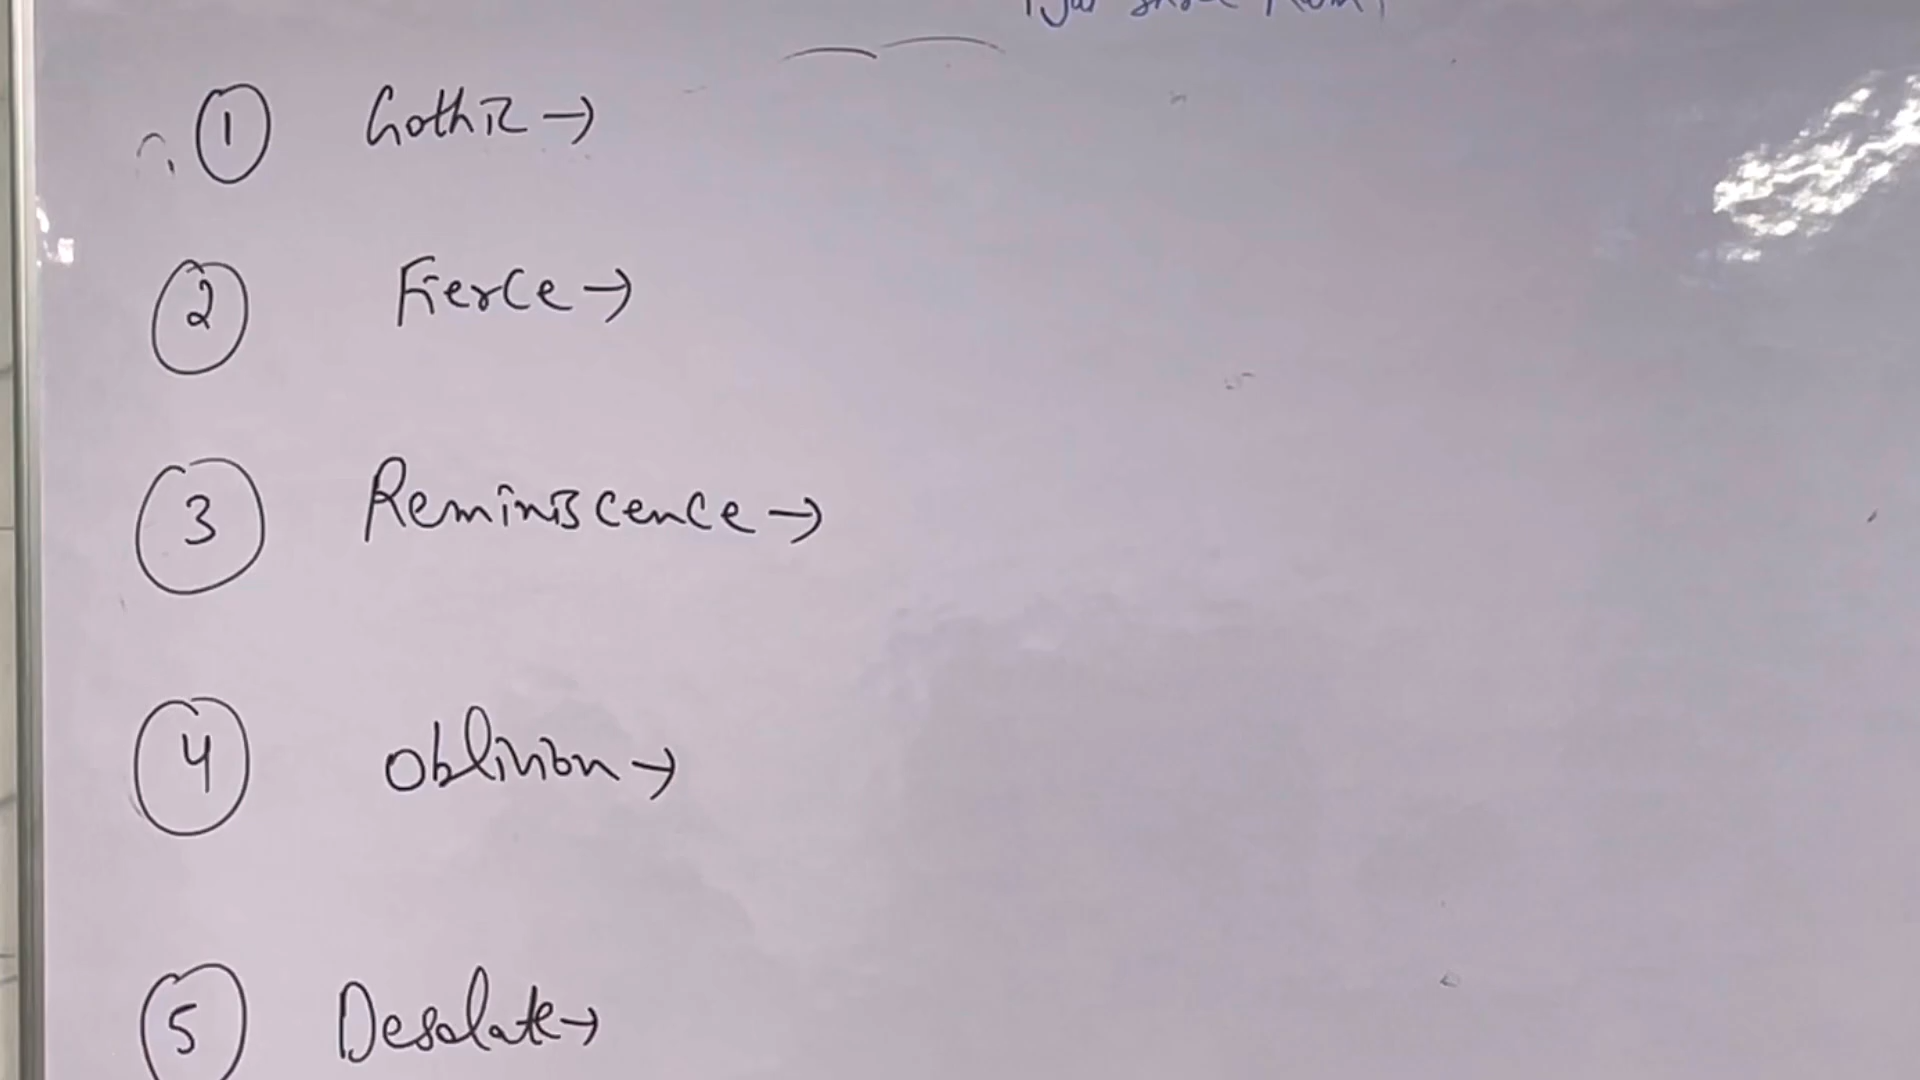 ① Gothic →
② Fierce →
③ Reminiscence →
④ Oblivion →
⑤ Desolate →